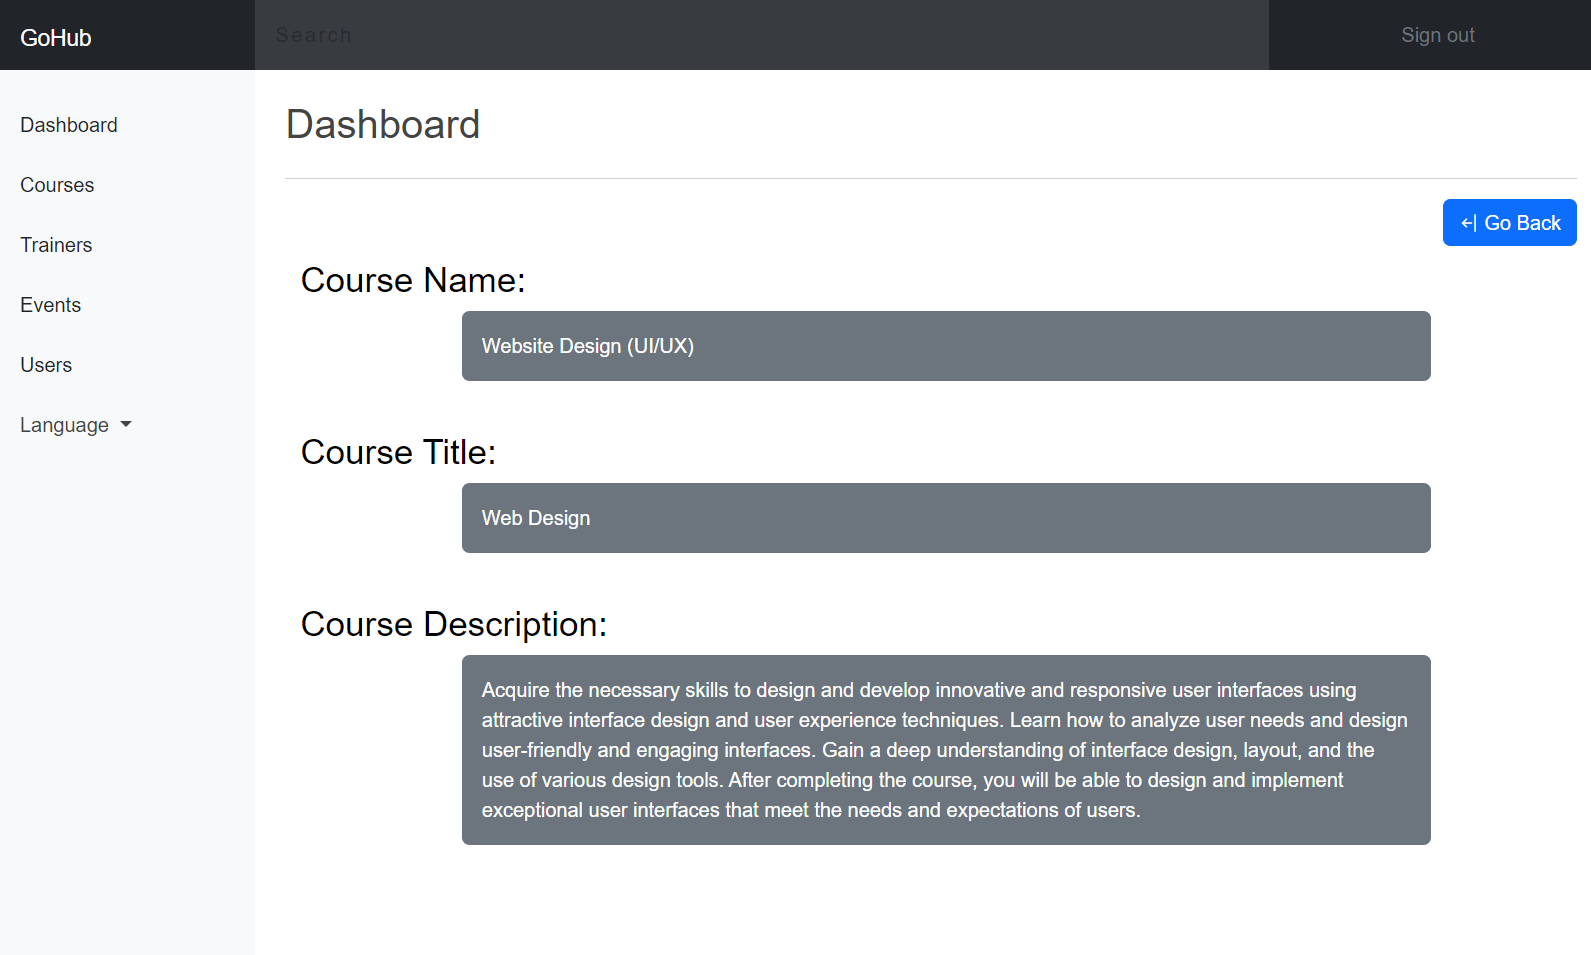 GoHub
Search
Sign out
Dashboard
Courses
Trainers
Events
Users
Language
Dashboard
Go Back
Course Name:
Website Design (UI/UX)
Course Title:
Web Design
Course Description:
Acquire the necessary skills to design and develop innovative and responsive user interfaces using
attractive interface design and user experience techniques. Learn how to analyze user needs and design
user-friendly and engaging interfaces. Gain a deep understanding of interface design, layout, and the
use of various design tools. After completing the course, you will be able to design and implement
exceptional user interfaces that meet the needs and expectations of users.